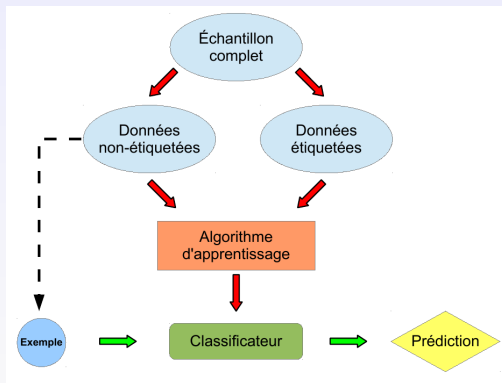 Échantillon
complet
Données
non-étiquetées
Données
étiquetées
Algorithme
d'apprentissage
Exemple
Classificateur
Prédiction